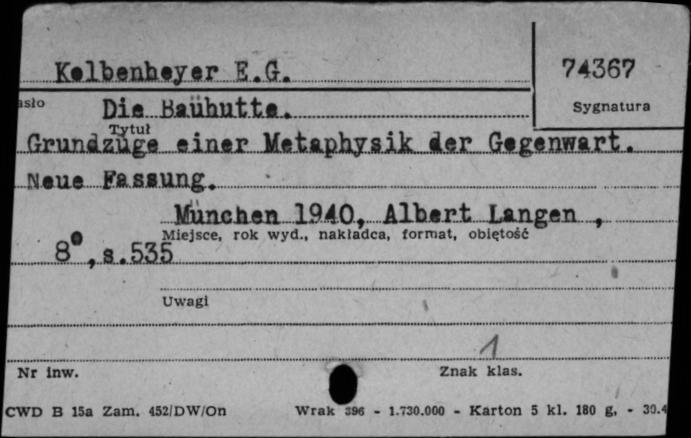 Kelbenheyer E.G.
74367
asło
Die Baühutte.
Sygnatura
Tytuł
Grundzüge einer Metaphysik der Gegenwart.
Neue Fassung.
München 1940, Albert Langen ,
Miejsce, rok wyd., nakładca, format, objętość
8°, s.535
Uwagi
1
Nr inw.
Znak klas.
CWD B 15a Zam. 452/DW/On
Wrak 396 - 1.730.000 - Karton 5 kl. 180 g, - 30.4